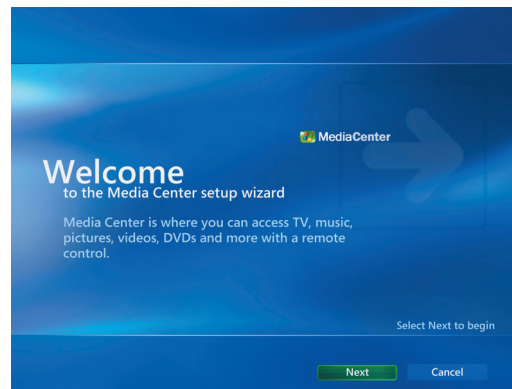 MediaCenter
Welcome
to the Media Center setup wizard
Media Center is where you can access TV, music,
pictures, videos, DVDs and more with a remote
control.
Select Next to begin
Next
Cancel